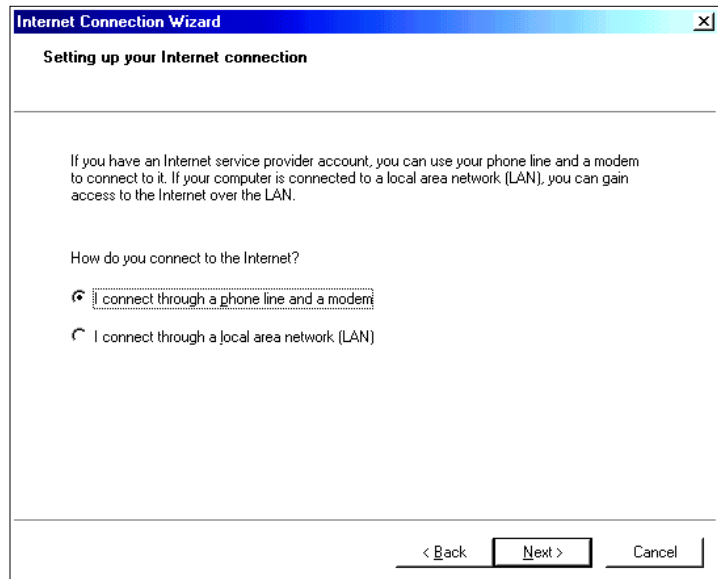 Internet Connection Wizard
Setting up your Internet connection
If you have an Internet service provider account, you can use your phone line and a modem
to connect to it. If your computer is connected to a local area network (LAN), you can gain
access to the Internet over the LAN.
How do you connect to the Internet?
I connect through a phone line and a modem
I connect through a local area network (LAN)
< Back Next > Cancel